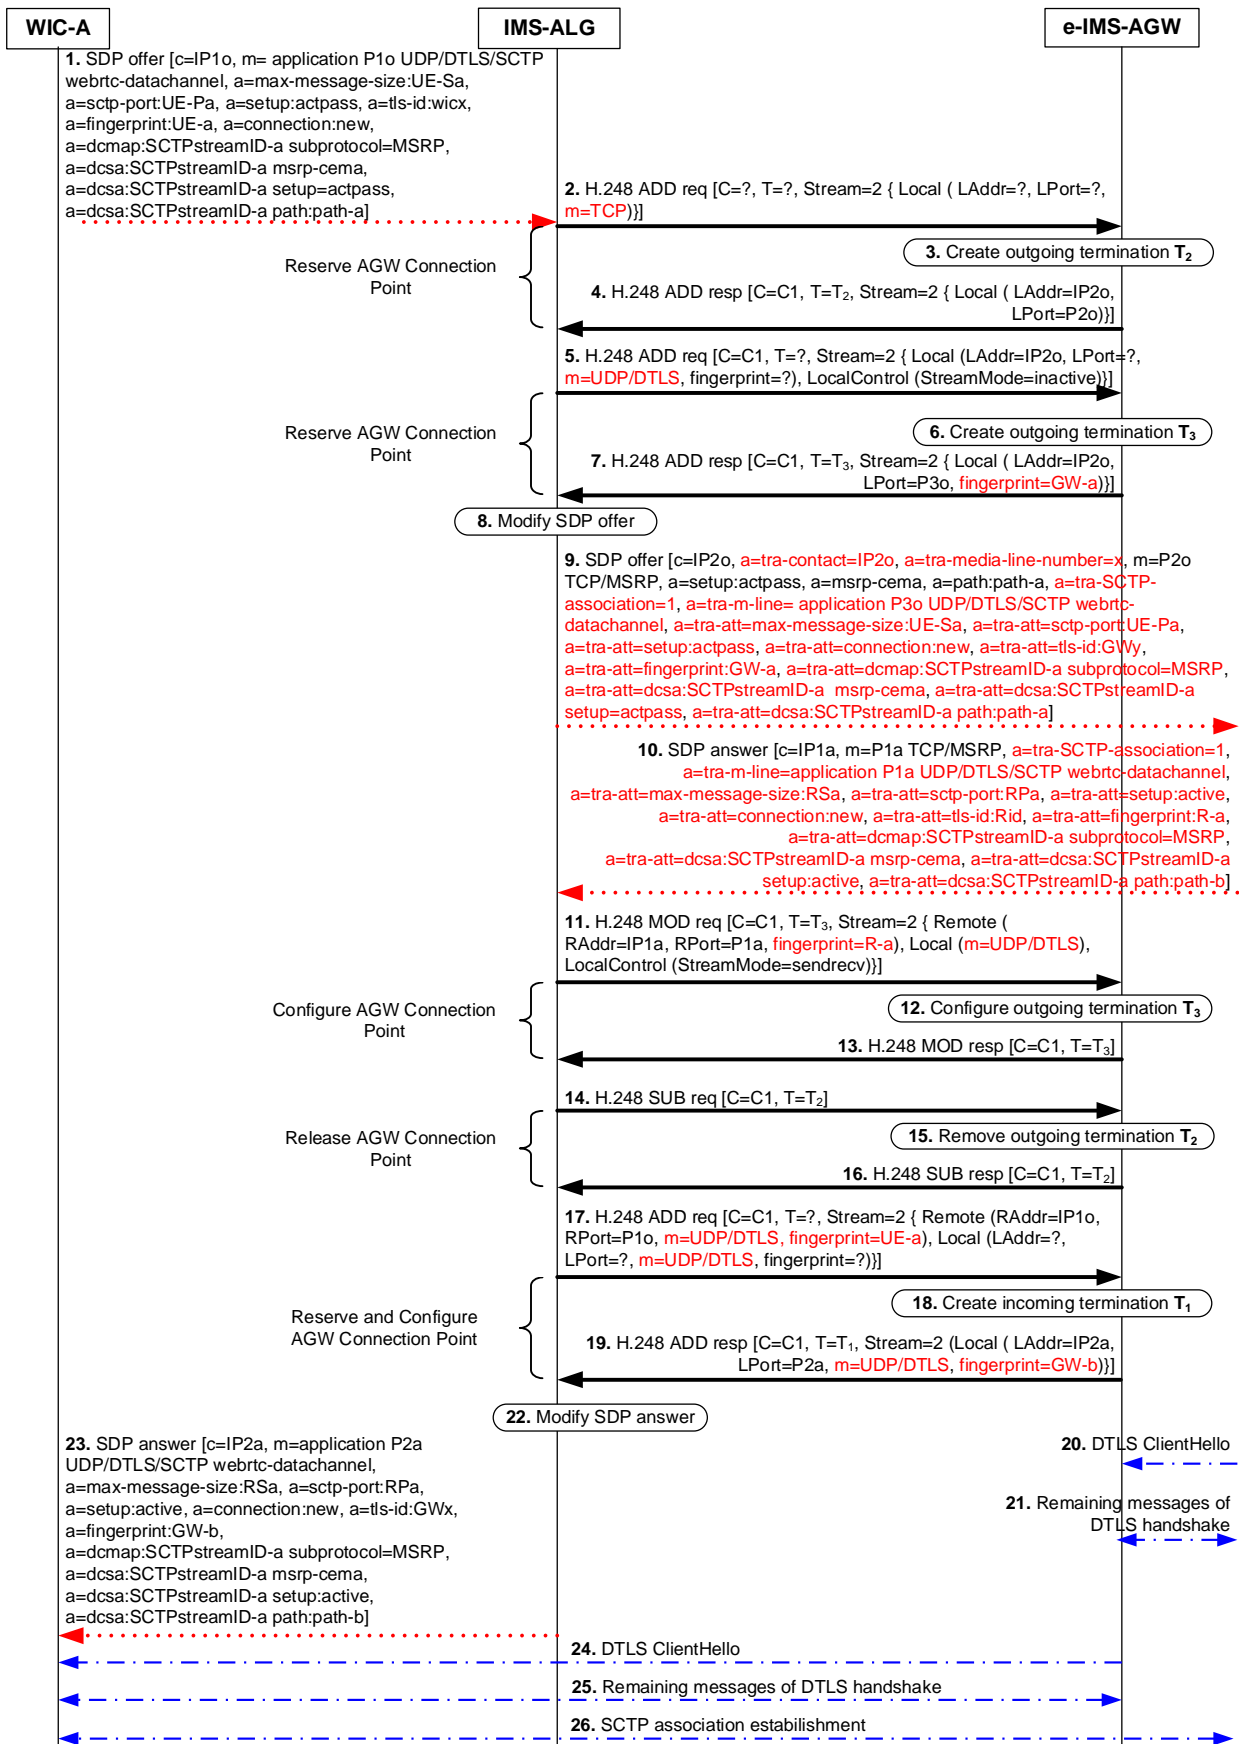 WIC-A
IMS-ALG
e-IMS-AGW
1. SDP offer [c=IP1o, m= application P1o UDP/DTLS/SCTP
webrtc-datachannel, a=max-message-size:UE-Sa,
a=sctp-port:UE-Pa, a=setup:actpass, a=tls-id:wicx,
a=fingerprint:UE-a, a=connection:new,
a=dcmap:SCTPstreamID-a subprotocol=MSRP,
a=dcsa:SCTPstreamID-a msrp-cema,
a=dcsa:SCTPstreamID-a setup=actpass,
a=dcsa:SCTPstreamID-a path:path-a]
2. H.248 ADD req [C=?, T=?, Stream=2 { Local ( LAddr=?, LPort=?,
m=TCP)}]
Reserve AGW Connection
Point
3. Create outgoing termination T2
4. H.248 ADD resp [C=C1, T=T2, Stream=2 { Local ( LAddr=IP2o,
LPort=P2o)}]
5. H.248 ADD req [C=C1, T=?, Stream=2 { Local (LAddr=IP2o, LPort=?,
m=UDP/DTLS, fingerprint=?), LocalControl (StreamMode=inactive)}]
Reserve AGW Connection
Point
6. Create outgoing termination T3
7. H.248 ADD resp [C=C1, T=T3, Stream=2 { Local ( LAddr=IP2o,
LPort=P3o, fingerprint=GW-a)}]
8. Modify SDP offer
9. SDP offer [c=IP2o, a=tra-contact=IP2o, a=tra-media-line-number=x, m=P2o
TCP/MSRP, a=setup:actpass, a=msrp-cema, a=path:path-a, a=tra-SCTP-
association=1, a=tra-m-line= application P3o UDP/DTLS/SCTP webrtc-
datachannel, a=tra-att=max-message-size:UE-Sa, a=tra-att=sctp-port:UE-Pa,
a=tra-att=setup:actpass, a=tra-att=connection:new, a=tra-att=tls-id:GWy,
a=tra-att=fingerprint:GW-a, a=tra-att=dcmap:SCTPstreamID-a subprotocol=MSRP,
a=tra-att=dcsa:SCTPstreamID-a  msrp-cema, a=tra-att=dcsa:SCTPstreamID-a
setup=actpass, a=tra-att=dcsa:SCTPstreamID-a path:path-a]
10. SDP answer [c=IP1a, m=P1a TCP/MSRP, a=tra-SCTP-association=1,
a=tra-m-line=application P1a UDP/DTLS/SCTP webrtc-datachannel,
a=tra-att=max-message-size:RSa, a=tra-att=sctp-port:RPa, a=tra-att=setup:active,
a=tra-att=connection:new, a=tra-att=tls-id:Rid, a=tra-att=fingerprint:R-a,
a=tra-att=dcmap:SCTPstreamID-a subprotocol=MSRP,
a=tra-att=dcsa:SCTPstreamID-a msrp-cema, a=tra-att=dcsa:SCTPstreamID-a
setup:active, a=tra-att=dcsa:SCTPstreamID-a path:path-b]
11. H.248 MOD req [C=C1, T=T3, Stream=2 { Remote (
RAddr=IP1a, RPort=P1a, fingerprint=R-a), Local (m=UDP/DTLS),
LocalControl (StreamMode=sendrecv)}]
Configure AGW Connection
Point
12. Configure outgoing termination T3
13. H.248 MOD resp [C=C1, T=T3]
14. H.248 SUB req [C=C1, T=T2]
Release AGW Connection
Point
15. Remove outgoing termination T2
16. H.248 SUB resp [C=C1, T=T2]
17. H.248 ADD req [C=C1, T=?, Stream=2 { Remote (RAddr=IP1o,
RPort=P1o, m=UDP/DTLS, fingerprint=UE-a), Local (LAddr=?,
LPort=?, m=UDP/DTLS, fingerprint=?)}]
Reserve and Configure
AGW Connection Point
18. Create incoming termination T1
19. H.248 ADD resp [C=C1, T=T1, Stream=2 (Local ( LAddr=IP2a,
LPort=P2a, m=UDP/DTLS, fingerprint=GW-b)}]
22. Modify SDP answer
23. SDP answer [c=IP2a, m=application P2a
UDP/DTLS/SCTP webrtc-datachannel,
a=max-message-size:RSa, a=sctp-port:RPa,
a=setup:active, a=connection:new, a=tls-id:GWx,
a=fingerprint:GW-b,
a=dcmap:SCTPstreamID-a subprotocol=MSRP,
a=dcsa:SCTPstreamID-a msrp-cema,
a=dcsa:SCTPstreamID-a setup:active,
a=dcsa:SCTPstreamID-a path:path-b]
20. DTLS ClientHello
21. Remaining messages of
DTLS handshake
24. DTLS ClientHello
25. Remaining messages of DTLS handshake
26. SCTP association estabilishment